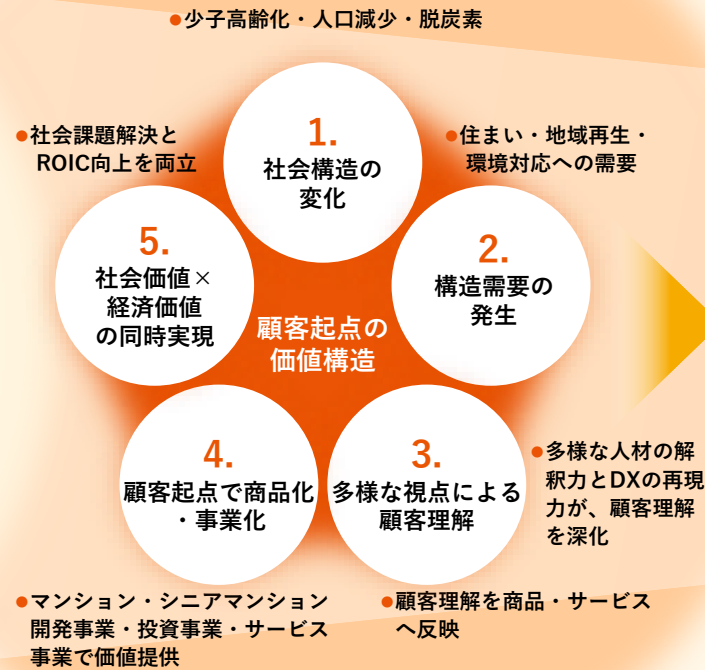 ●少子高齢化・人口減少・脱炭素
1.
社会構造の
変化
●住まい・地域再生・
環境対応への需要
2.
構造需要の
発生
●多様な人材の解
釈力とDXの再現
力が、顧客理解
を深化
3.
多様な視点による
顧客理解
●顧客理解を商品・サービス
へ反映
4.
顧客起点で商品化
・事業化
●マンション・シニアマンション
開発事業・投資事業・サービス
事業で価値提供
5.
社会価値×
経済価値
の同時実現
●社会課題解決と
ROIC向上を両立
顧客起点の
価値構造